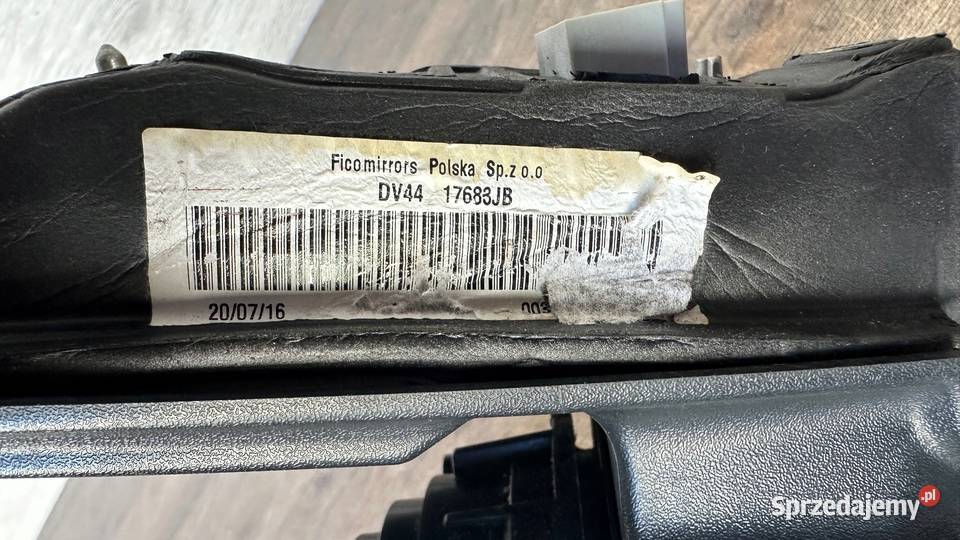 Ficomirrors Polska Sp.z o.o
DV44 17683JB
20/07/16
Sprzedajemy.pl